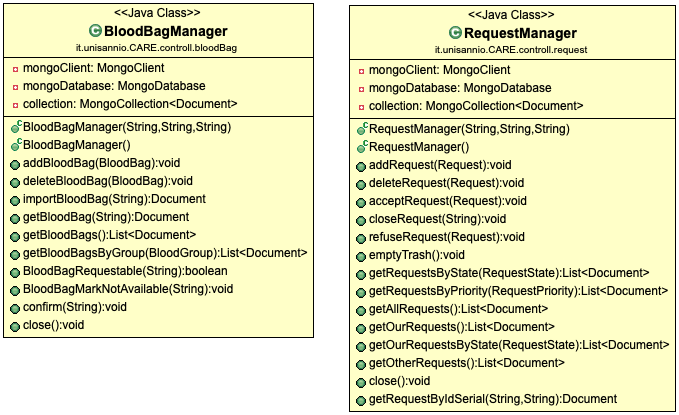 <<Java Class>>
BloodBagManager
it.unisannio.CARE.controll.bloodBag
mongoClient: MongoClient
mongoDatabase: MongoDatabase
collection: MongoCollection<Document>
BloodBagManager(String,String,String)
BloodBagManager()
addBloodBag(BloodBag):void
deleteBloodBag(BloodBag):void
importBloodBag(String):Document
getBloodBag(String):Document
getBloodBags():List<Document>
getBloodBagsByGroup(BloodGroup):List<Document>
BloodBagRequestable(String):boolean
BloodBagMarkNotAvailable(String):void
confirm(String):void
close():void
<<Java Class>>
RequestManager
it.unisannio.CARE.controll.request
mongoClient: MongoClient
mongoDatabase: MongoDatabase
collection: MongoCollection<Document>
RequestManager(String,String,String)
RequestManager()
addRequest(Request):void
deleteRequest(Request):void
acceptRequest(Request):void
closeRequest(String):void
refuseRequest(Request):void
emptyTrash():void
getRequestsByState(RequestState):List<Document>
getRequestsByPriority(RequestPriority):List<Document>
getAllRequests():List<Document>
getOurRequests():List<Document>
getOurRequestsByState(RequestState):List<Document>
getOtherRequests():List<Document>
close():void
getRequestByIdSerial(String,String):Document